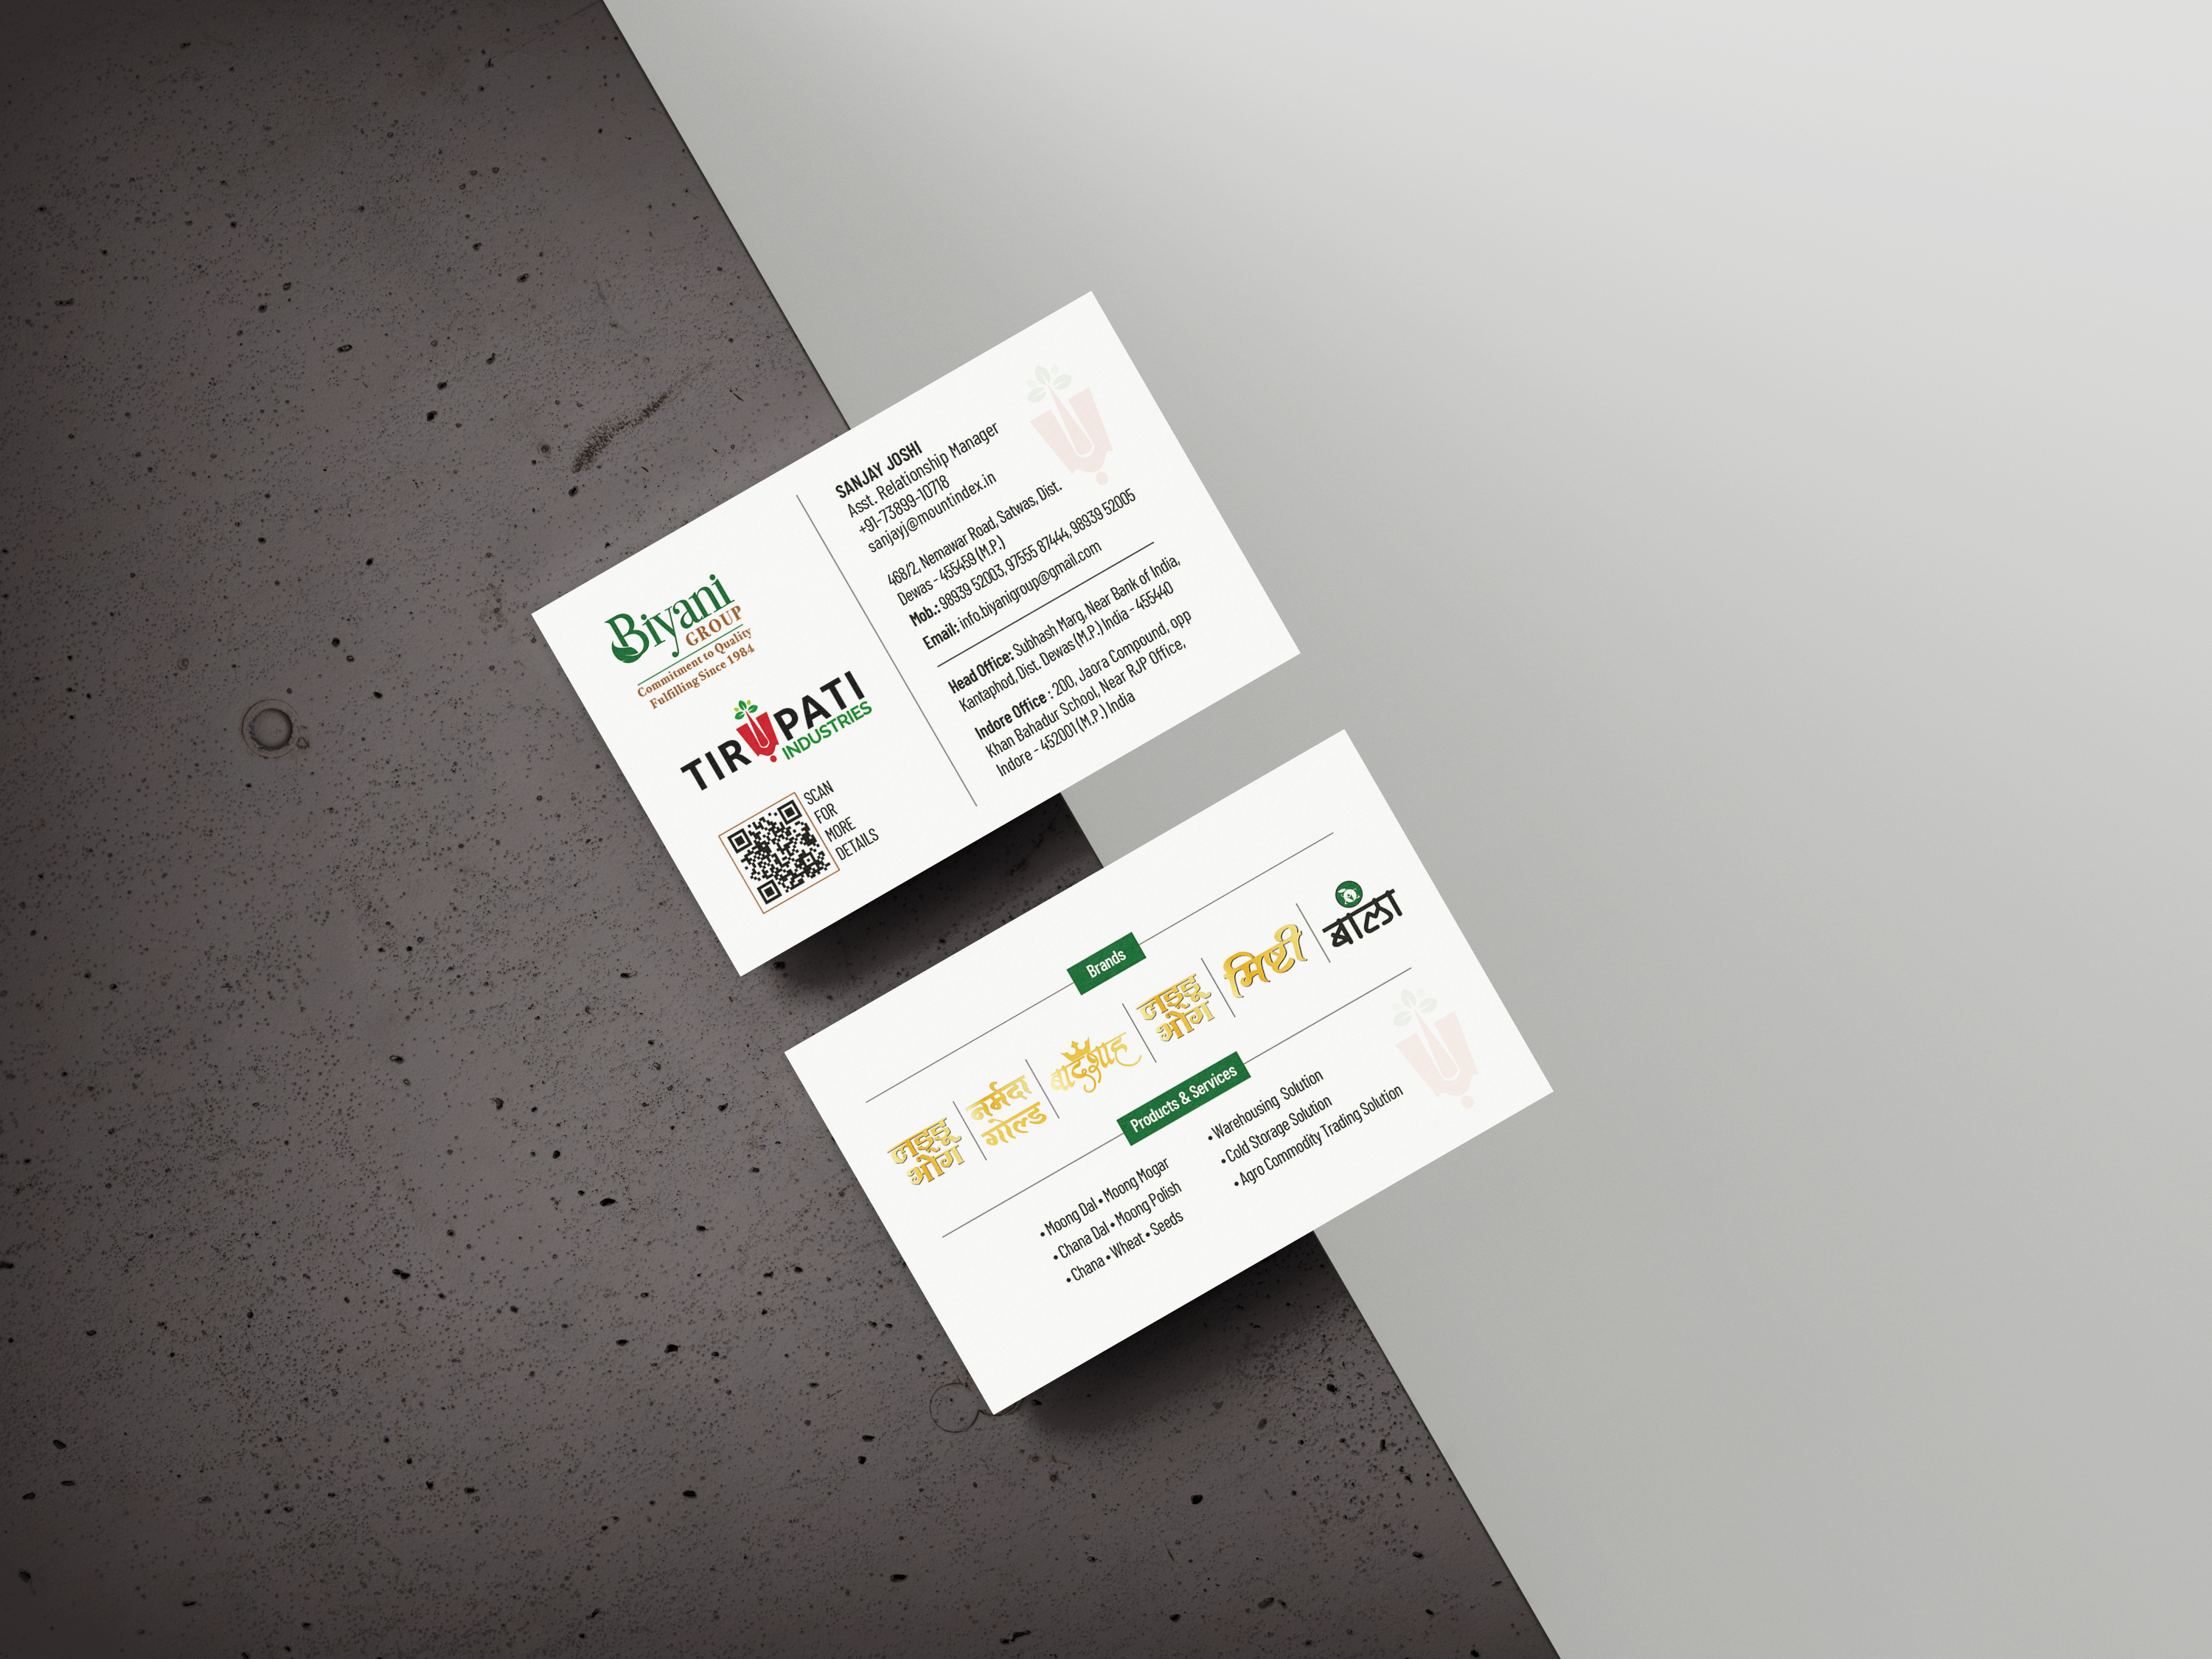 Biyani
GROUP
Commitment to Quality
Fulfilling Since 1984
TIRUPATI
INDUSTRIES
SCAN
FOR
MORE
DETAILS
SANJAY JOSHI
Asst. Relationship Manager
+91-73899-10718
sanjayj@mountindex.in
468/2, Nemawar Road, Satwas, Dist.
Dewas - 455459 (M.P.)
Mob.: 98939 52003, 97555 87444, 98939 52005
Email: info.biyanigroup@gmail.com
Head Office: Subhash Marg, Near Bank of India,
Kantaphod, Dist. Dewas (M.P.) India - 455440
Indore Office : 200, Jaora Compound, opp
Khan Bahadur School, Near RJP Office,
Indore - 452001 (M.P.) India
Brands
लड्डू
भोग
नर्मदा
गोल्ड
बादशाह
लड्डू
भोग
मिष्टी
बाला
Products & Services
• Moong Dal • Moong Mogar
• Chana Dal • Moong Polish
• Chana • Wheat • Seeds
• Warehousing Solution
• Cold Storage Solution
• Agro Commodity Trading Solution